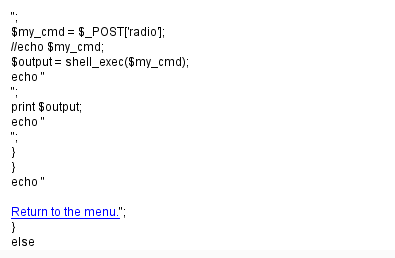 ";
$my_cmd = $_POST['radio'];
//echo $my_cmd;
$output = shell_exec($my_cmd);
echo "
";
print $output;
echo "
";
}
}
echo "
Return to the menu.";
}
else